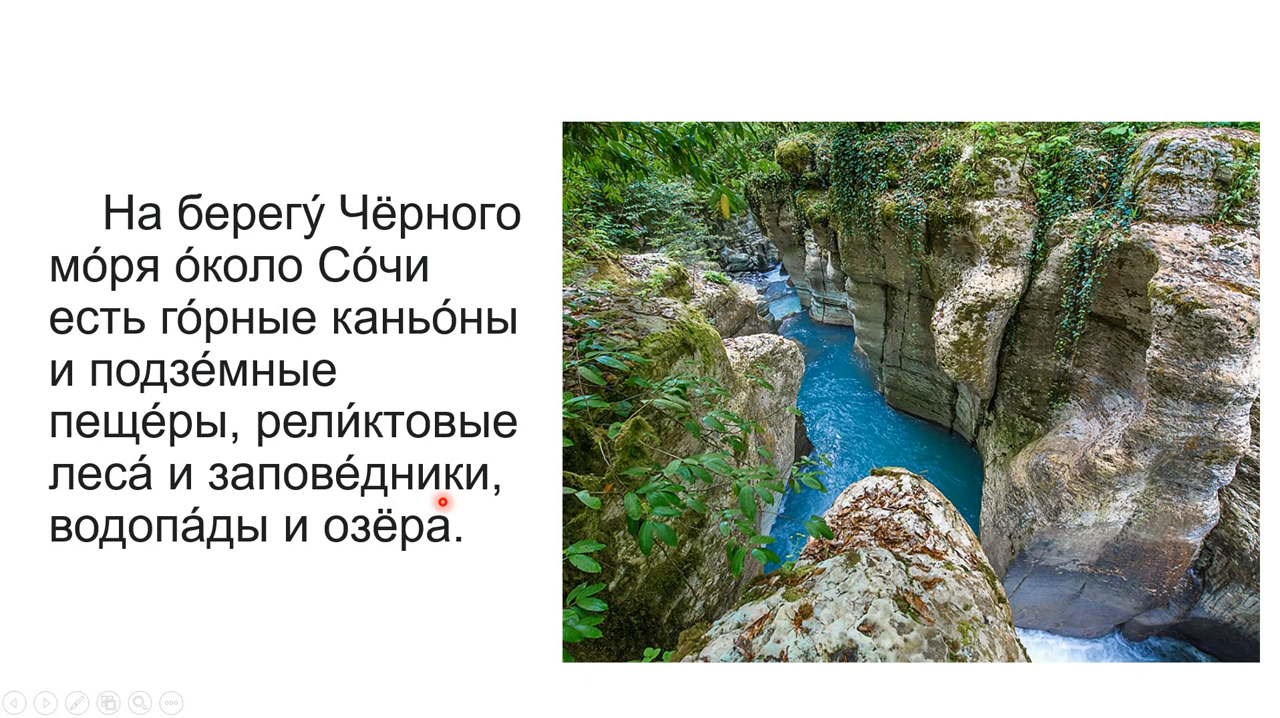 На берегу́ Чёрного
мо́ря о́коло Со́чи
есть го́рные каньо́ны
и подзе́мные
пеще́ры, рели́ктовые
леса́ и запове́дники,
водопа́ды и озёра.